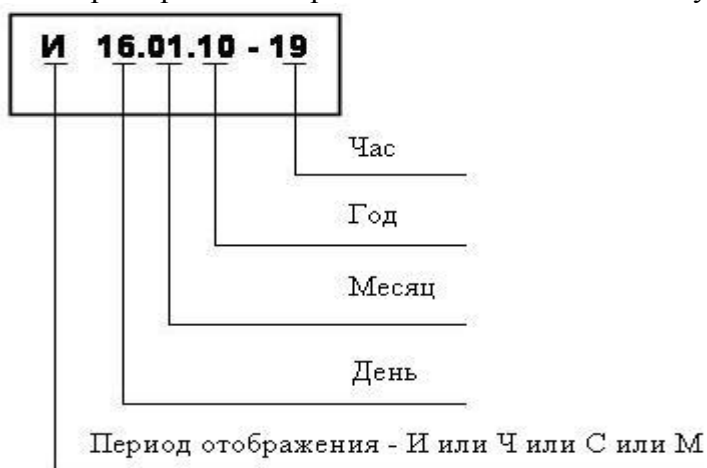 И 16.01.10 - 19
Час
Год
Месяц
День
Период отображения - И или Ч или С или М